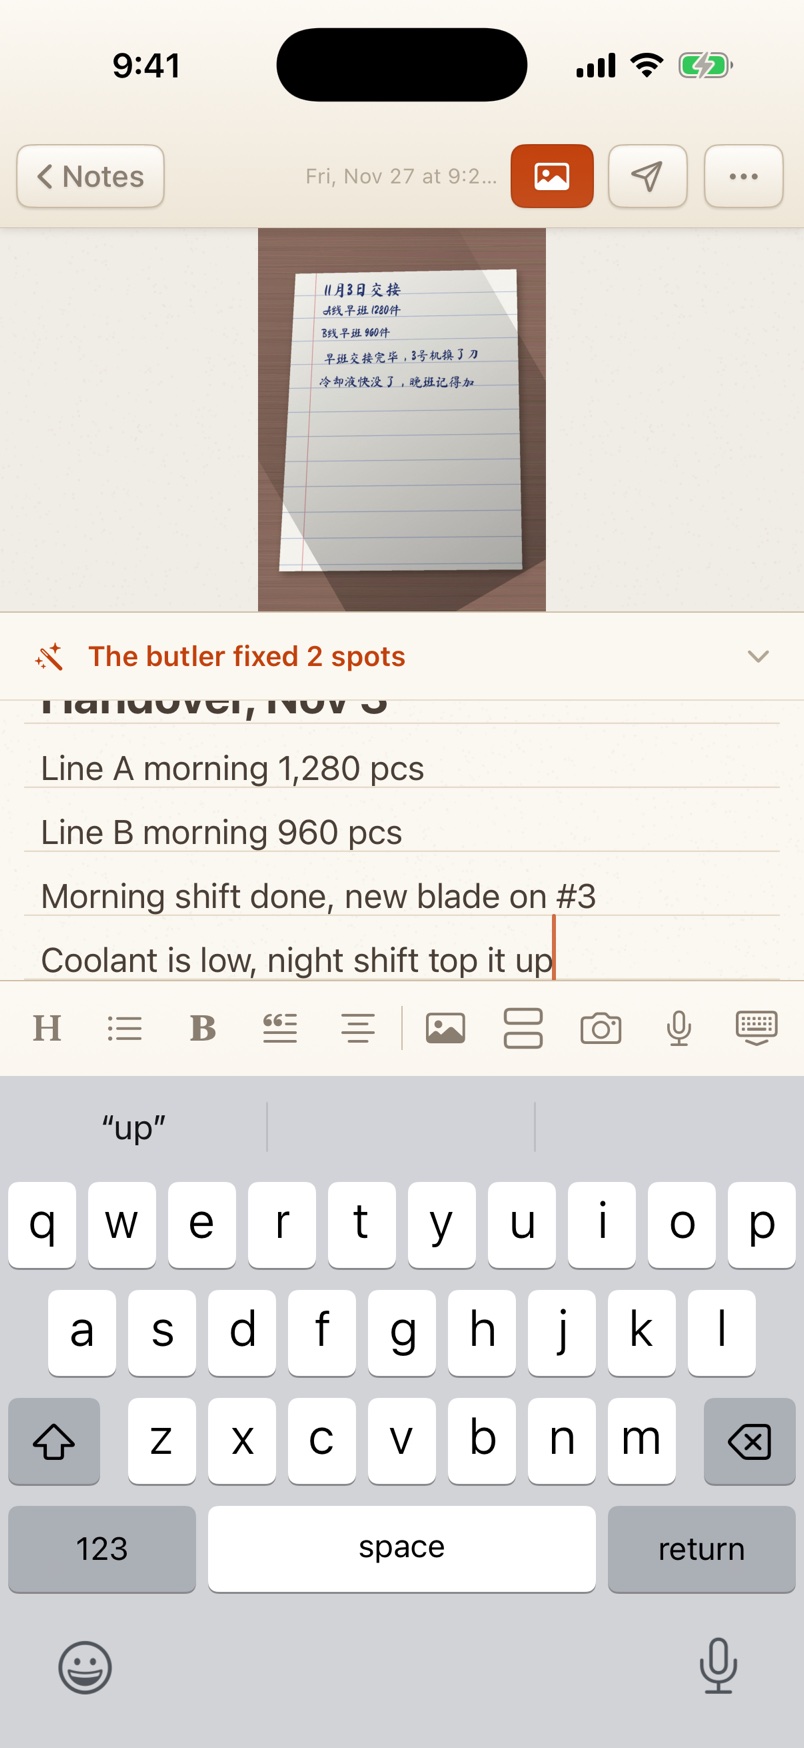 9:41
Notes
Fri, Nov 27 at 9:2...
11月3日交接
A线早班1280件
B线早班 960件
早班交接完毕，3号机换了刀
冷却液快没了，晚班记得加
The butler fixed 2 spots
Handover, Nov 3
Line A morning 1,280 pcs
Line B morning 960 pcs
Morning shift done, new blade on #3
Coolant is low, night shift top it up
H B
“up”
q w e r t y u i o p
a s d f g h j k l
z x c v b n m
123 space return